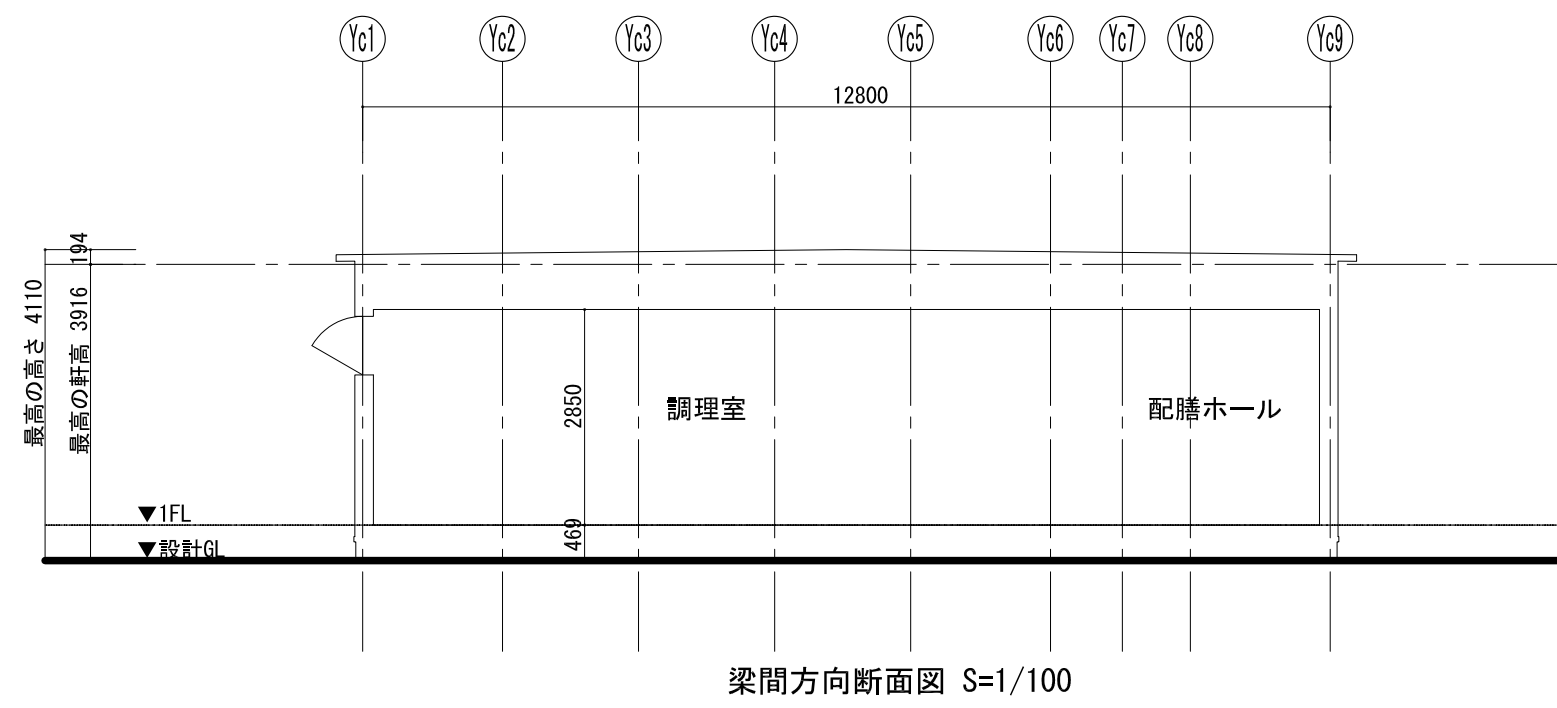 Yc1 Yc2 Yc3 Yc4 Yc5 Yc6 Yc7 Yc8 Yc9
12800
194
最高の高さ 4110
最高の軒高 3916
2850
調理室
配膳ホール
▼1FL
469
▼設計GL
梁間方向断面図 S=1/100